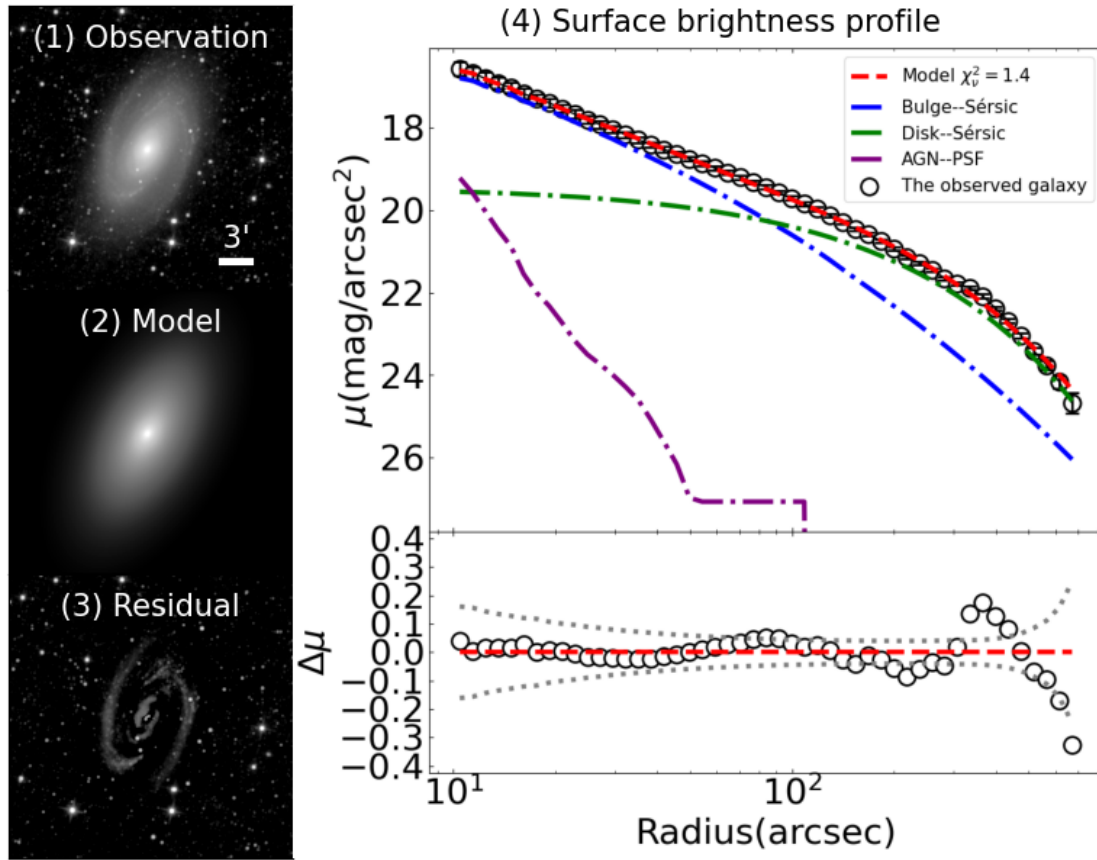 (1) Observation
3'
(2) Model
(3) Residual
(4) Surface brightness profile
Model χ²ᵥ = 1.4
Bulge--Sérsic
Disk--Sérsic
AGN--PSF
The observed galaxy
μ(mag/arcsec²)
18
20
22
24
26
Δμ
0.4
0.3
0.2
0.1
0.0
−0.1
−0.2
−0.3
−0.4
10¹
10²
Radius(arcsec)